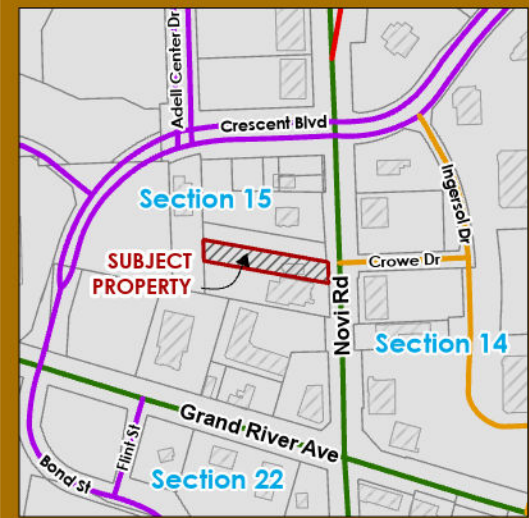 Adell Center Dr
Crescent Blvd
Ingersol Dr
Section 15
SUBJECT
PROPERTY
Crowe Dr
Novi Rd
Section 14
Grand River Ave
Flint St
Bond St
Section 22